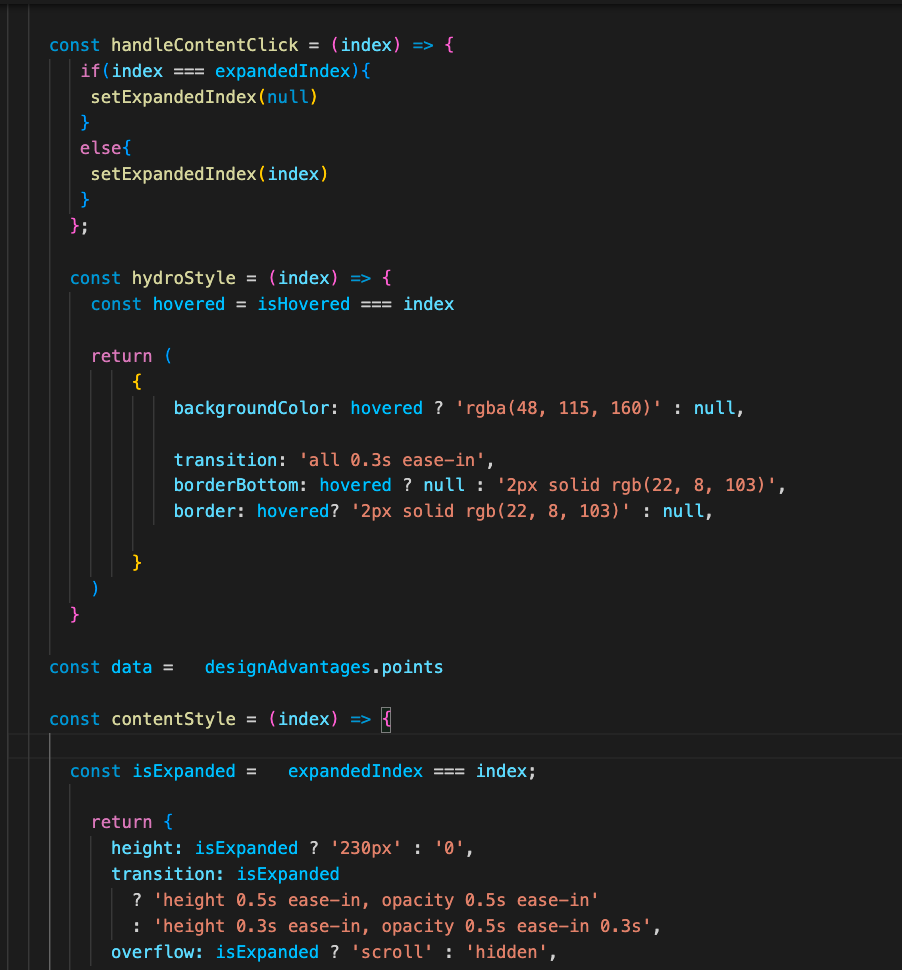 const handleContentClick = (index) => {
if(index === expandedIndex){
setExpandedIndex(null)
}
else{
setExpandedIndex(index)
}
};
const hydroStyle = (index) => {
const hovered = isHovered === index
return (
{
backgroundColor: hovered ? 'rgba(48, 115, 160)' : null,
transition: 'all 0.3s ease-in',
borderBottom: hovered ? null : '2px solid rgb(22, 8, 103)',
border: hovered? '2px solid rgb(22, 8, 103)' : null,
}
)
}
const data =   designAdvantages.points
const contentStyle = (index) => {
const isExpanded =   expandedIndex === index;
return {
height: isExpanded ? '230px' : '0',
transition: isExpanded
? 'height 0.5s ease-in, opacity 0.5s ease-in'
: 'height 0.3s ease-in, opacity 0.5s ease-in 0.3s',
overflow: isExpanded ? 'scroll' : 'hidden',